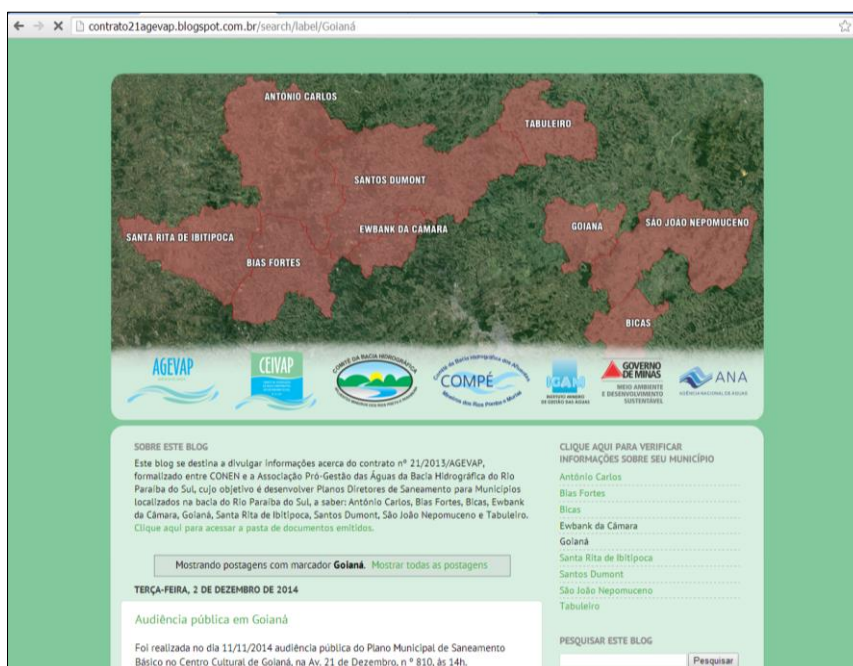 contrato21agevap.blogspot.com.br/search/label/Goianá
ANTÔNIO CARLOS
TABULEIRO
SANTOS DUMONT
SANTA RITA DE IBITIPOCA
EWBANK DA CÂMARA
GOIANÁ
SÃO JOÃO NEPOMUCENO
BIAS FORTES
BICAS
AGEVAP
CEIVAP
COMITÊ DA BACIA HIDROGRÁFICA
COMPÉ
IGAM
GOVERNO
DE MINAS
MEIO AMBIENTE
E DESENVOLVIMENTO
SUSTENTÁVEL
ANA
AGÊNCIA NACIONAL DE ÁGUAS
SOBRE ESTE BLOG
Este blog se destina a divulgar informações acerca do contrato nº 21/2013/AGEVAP,
formalizado entre CONEN e a Associação Pró-Gestão das Águas da Bacia Hidrográfica do Rio
Paraíba do Sul, cujo objetivo é desenvolver Planos Diretores de Saneamento para Municípios
localizados na bacia do Rio Paraíba do Sul, a saber: Antônio Carlos, Bias Fortes, Bicas, Ewbank
da Câmara, Goianá, Santa Rita de Ibitipoca, Santos Dumont, São João Nepomuceno e Tabuleiro.
Clique aqui para acessar a pasta de documentos emitidos.
Mostrando postagens com marcador Goianá. Mostrar todas as postagens
TERÇA-FEIRA, 2 DE DEZEMBRO DE 2014
Audiência pública em Goianá
Foi realizada no dia 11/11/2014 audiência pública do Plano Municipal de Saneamento
Básico no Centro Cultural de Goianá, na Av. 21 de Dezembro, n º 810, às 14h.
CLIQUE AQUI PARA VERIFICAR
INFORMAÇÕES SOBRE SEU MUNICÍPIO
Antônio Carlos
Bias Fortes
Bicas
Ewbank da Câmara
Goianá
Santa Rita de Ibitipoca
Santos Dumont
São João Nepomuceno
Tabuleiro
PESQUISAR ESTE BLOG
Pesquisar